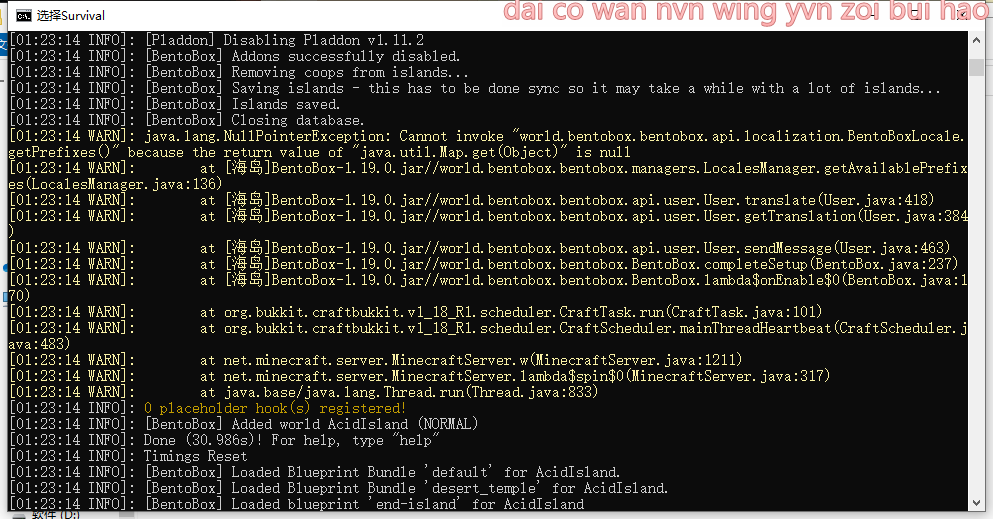 选择Survival
dai co wan nvn wing yvn zoi bui hao
[01:23:14 INFO]: [Pladdon] Disabling Pladdon v1.11.2
[01:23:14 INFO]: [BentoBox] Addons successfully disabled.
[01:23:14 INFO]: [BentoBox] Removing coops from islands...
[01:23:14 INFO]: [BentoBox] Saving islands - this has to be done sync so it may take a while with a lot of islands...
[01:23:14 INFO]: [BentoBox] Islands saved.
[01:23:14 INFO]: [BentoBox] Closing database.
[01:23:14 WARN]: java.lang.NullPointerException: Cannot invoke "world.bentobox.bentobox.api.localization.BentoBoxLocale.
getPrefixes()" because the return value of "java.util.Map.get(Object)" is null
[01:23:14 WARN]: at [海岛]BentoBox-1.19.0.jar//world.bentobox.bentobox.managers.LocalesManager.getAvailablePrefix
es(LocalesManager.java:136)
[01:23:14 WARN]: at [海岛]BentoBox-1.19.0.jar//world.bentobox.bentobox.api.user.User.translate(User.java:418)
[01:23:14 WARN]: at [海岛]BentoBox-1.19.0.jar//world.bentobox.bentobox.api.user.User.getTranslation(User.java:384
)
[01:23:14 WARN]: at [海岛]BentoBox-1.19.0.jar//world.bentobox.bentobox.api.user.User.sendMessage(User.java:463)
[01:23:14 WARN]: at [海岛]BentoBox-1.19.0.jar//world.bentobox.bentobox.BentoBox.completeSetup(BentoBox.java:237)
[01:23:14 WARN]: at [海岛]BentoBox-1.19.0.jar//world.bentobox.bentobox.BentoBox.lambda$onEnable$0(BentoBox.java:1
70)
[01:23:14 WARN]: at org.bukkit.craftbukkit.v1_18_R1.scheduler.CraftTask.run(CraftTask.java:101)
[01:23:14 WARN]: at org.bukkit.craftbukkit.v1_18_R1.scheduler.CraftScheduler.mainThreadHeartbeat(CraftScheduler.j
ava:483)
[01:23:14 WARN]: at net.minecraft.server.MinecraftServer.w(MinecraftServer.java:1211)
[01:23:14 WARN]: at net.minecraft.server.MinecraftServer.lambda$spin$0(MinecraftServer.java:317)
[01:23:14 WARN]: at java.base/java.lang.Thread.run(Thread.java:833)
[01:23:14 INFO]: 0 placeholder hook(s) registered!
[01:23:14 INFO]: [BentoBox] Added world AcidIsland (NORMAL)
[01:23:14 INFO]: Done (30.986s)! For help, type "help"
[01:23:14 INFO]: Timings Reset
[01:23:14 INFO]: [BentoBox] Loaded Blueprint Bundle 'default' for AcidIsland.
[01:23:14 INFO]: [BentoBox] Loaded Blueprint Bundle 'desert_temple' for AcidIsland.
[01:23:14 INFO]: [BentoBox] Loaded blueprint 'end-island' for AcidIsland